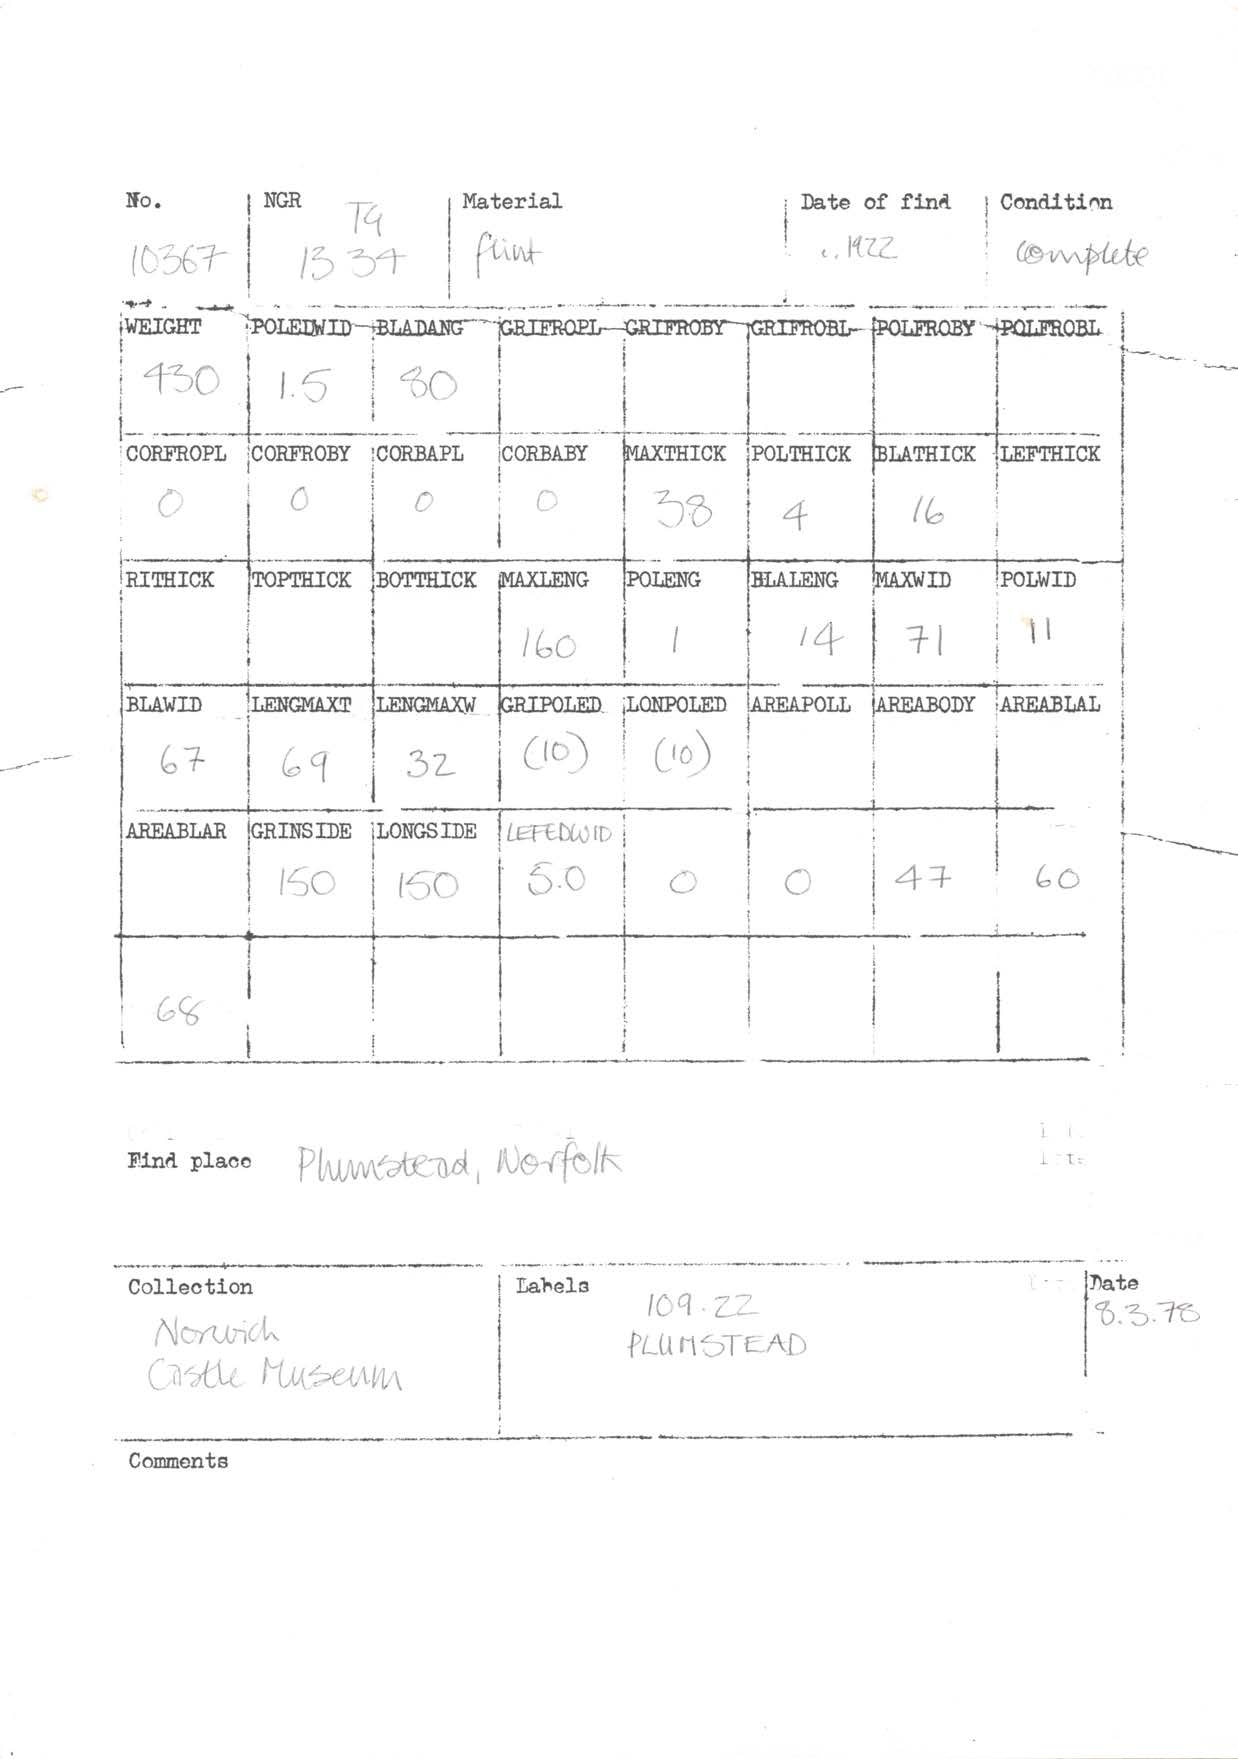 No. NGR Material Date of find Condition
TG
10367 13 34 flint c.1922 complete
WEIGHT POLEDWID BLADANG GRIFROPL GRIFROBY GRIFROBL POLFROBY POLFROBL
430 1.5 80
CORFROPL CORFROBY CORBAPL CORBABY MAXTHICK POLTHICK BLATHICK LEFTHICK
0 0 0 0 38 4 16
RITHICK TOPTHICK BOTTHICK MAXLENG POLENG BLALENG MAXWID POLWID
160 1 14 71 11
BLAWID LENGMAXT LENGMAXW GRIPOLED LONPOLED AREAPOLL AREABODY AREABLAL
67 69 32 (10) (10)
AREABLAR GRINSIDE LONGSIDE LEFEDWID
150 150 5.0 0 0 47 60
68
Find place Plumstead, Norfolk
Collection Labels Date
109.22 8.3.78
Norwich PLUMSTEAD
Castle Museum
Comments